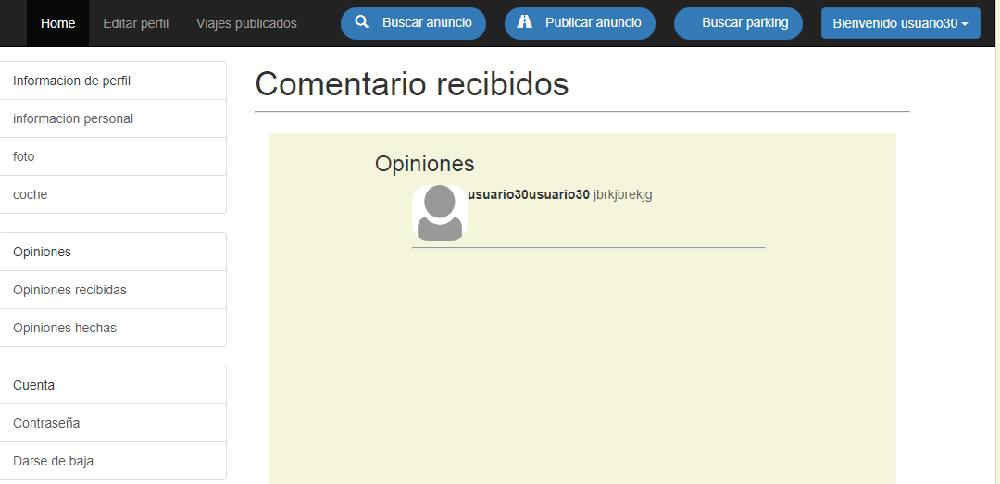 Home Editar perfil Viajes publicados Buscar anuncio Publicar anuncio Buscar parking Bienvenido usuario30
Informacion de perfil
informacion personal
foto
coche
Opiniones
Opiniones recibidas
Opiniones hechas
Cuenta
Contraseña
Darse de baja
Comentario recibidos
Opiniones
usuario30usuario30 jbrkjbrekjg